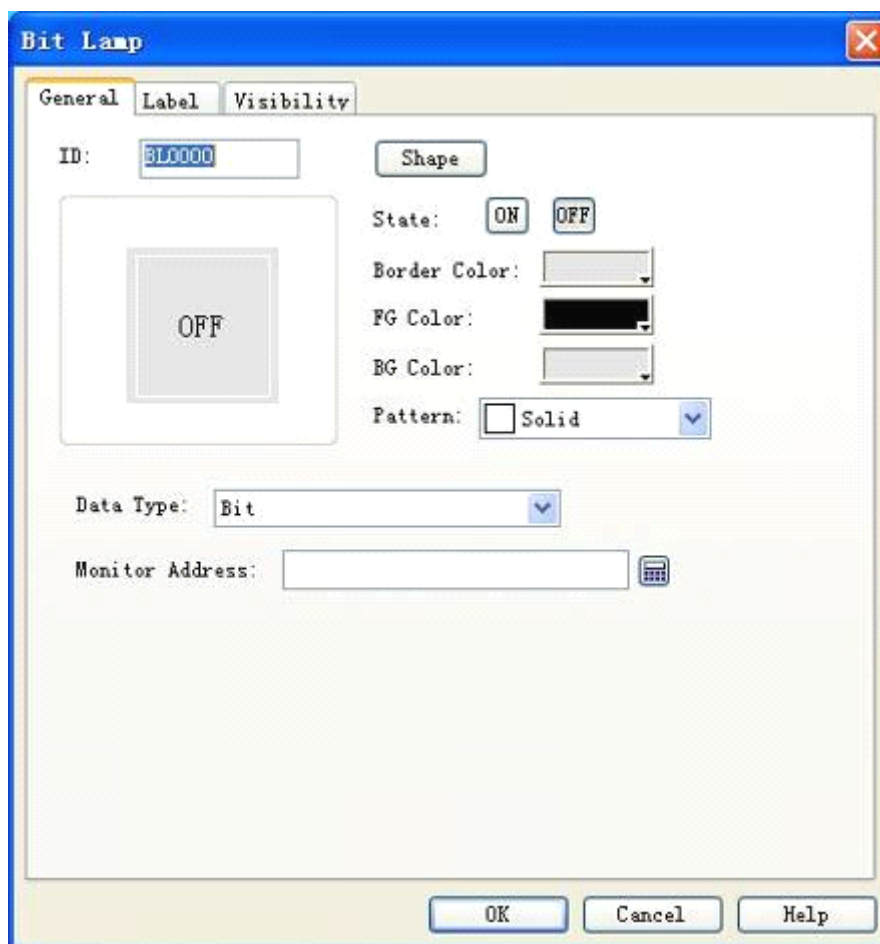 Bit Lamp
General Label Visibility
ID: BL0000 Shape
State: ON OFF
Border Color:
OFF
FG Color:
BG Color:
Pattern: Solid
Data Type: Bit
Monitor Address:
OK Cancel Help